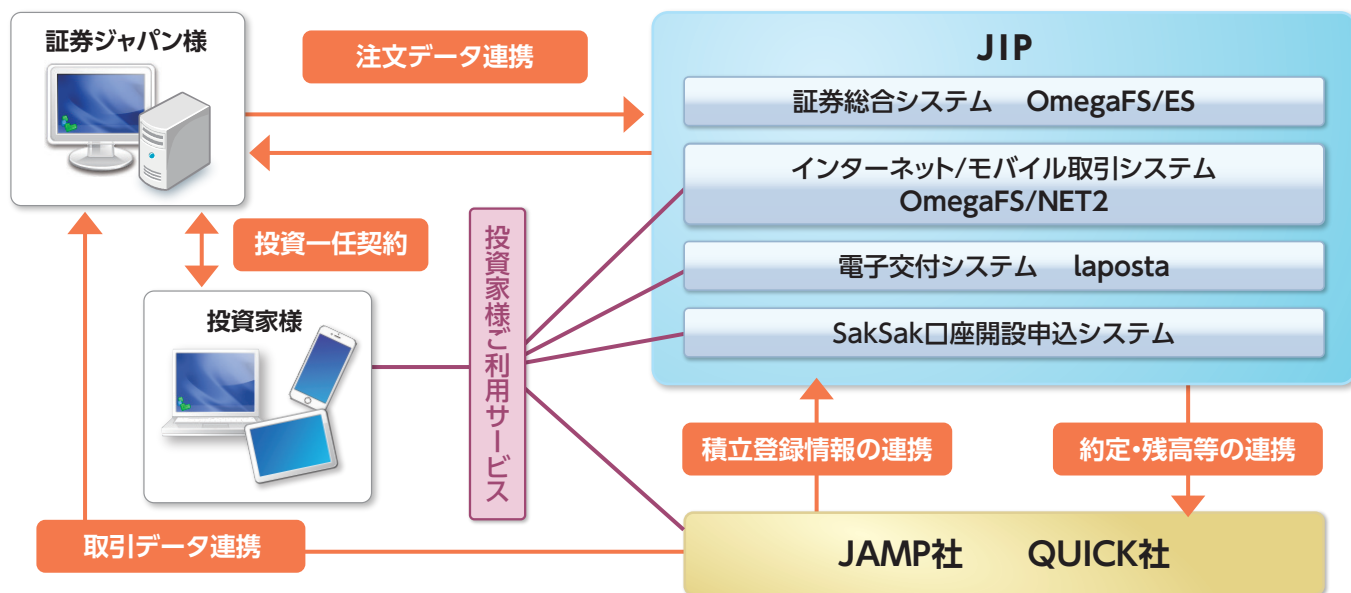 証券ジャパン様
注文データ連携
JIP
証券総合システム OmegaFS/ES
インターネット/モバイル取引システム
OmegaFS/NET2
電子交付システム laposta
SakSak口座開設申込システム
投資一任契約
投資家様
投資家様ご利用サービス
積立登録情報の連携
約定・残高等の連携
取引データ連携
JAMP社 QUICK社